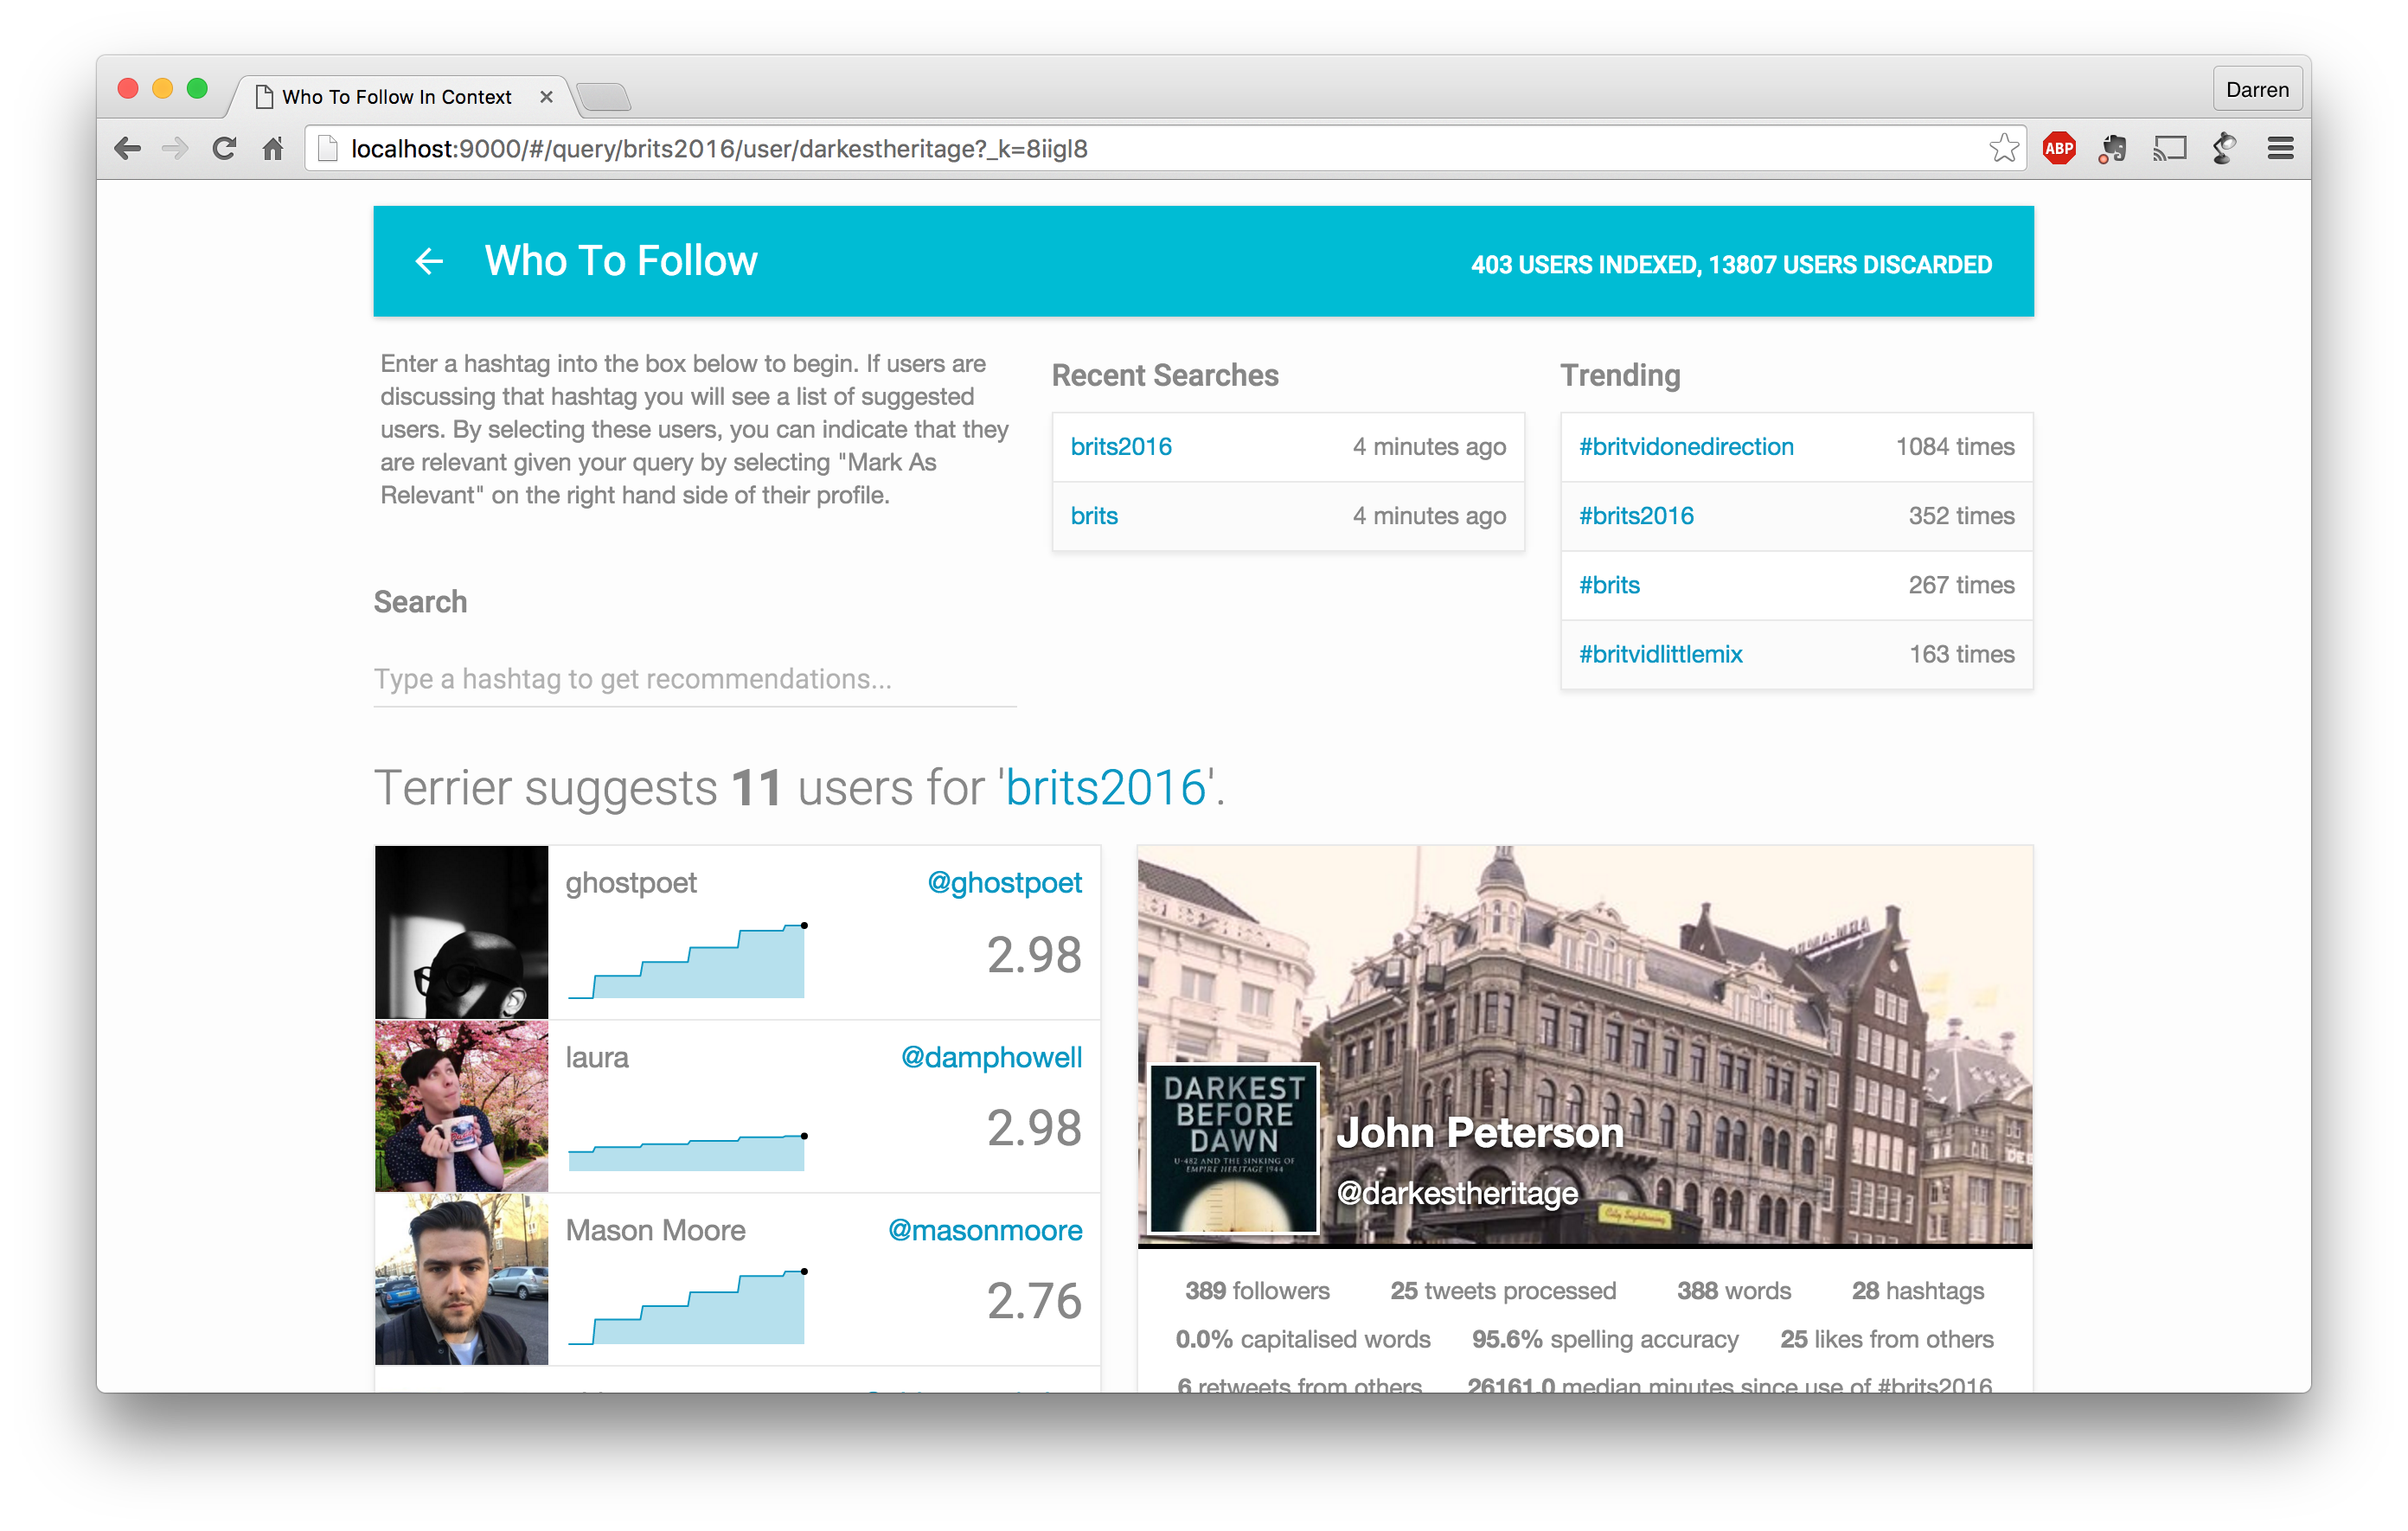 Who To Follow In Context
Darren
localhost:9000/#/query/brits2016/user/darkestheritage?_k=8iigl8
ABP
Who To Follow
403 USERS INDEXED, 13807 USERS DISCARDED
Enter a hashtag into the box below to begin. If users are
discussing that hashtag you will see a list of suggested
users. By selecting these users, you can indicate that they
are relevant given your query by selecting "Mark As
Relevant" on the right hand side of their profile.
Search
Type a hashtag to get recommendations...
Recent Searches
brits2016 4 minutes ago
brits 4 minutes ago
Trending
#britvidonedirection 1084 times
#brits2016 352 times
#brits 267 times
#britvidlittlemix 163 times
Terrier suggests 11 users for 'brits2016'.
ghostpoet @ghostpoet
2.98
laura @damphowell
2.98
Mason Moore @masonmoore
2.76
DARKEST
BEFORE
DAWN
U-482 AND THE SINKING OF
EMPIRE HERITAGE 1944
John Peterson
@darkestheritage
City Sightseeing
389 followers 25 tweets processed 388 words 28 hashtags
0.0% capitalised words 95.6% spelling accuracy 25 likes from others
6 retweets from others 26161.0 median minutes since use of #brits2016